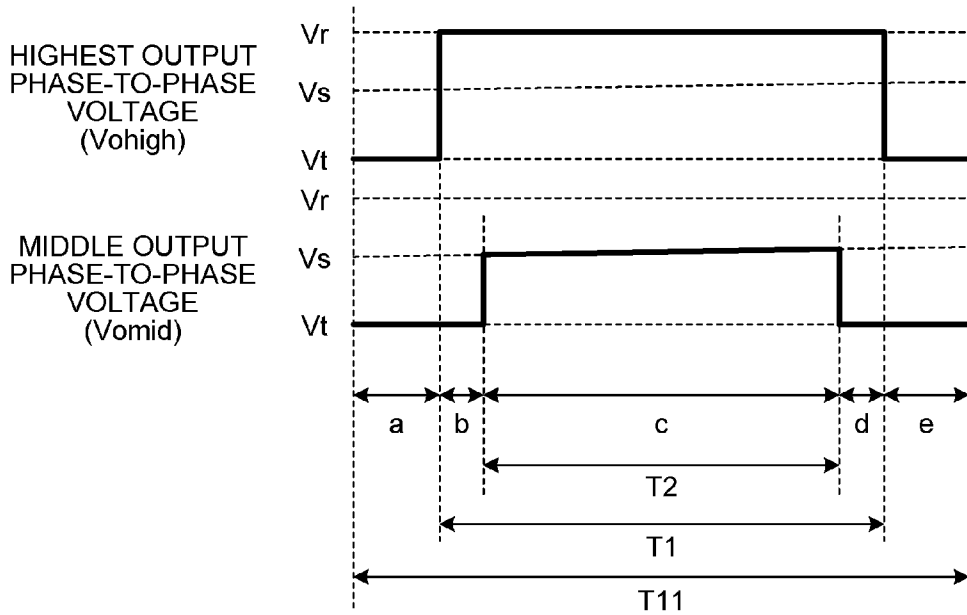 Vr
HIGHEST OUTPUT
PHASE-TO-PHASE
VOLTAGE
(Vohigh)
Vs
Vt
Vr
MIDDLE OUTPUT
PHASE-TO-PHASE
VOLTAGE
(Vomid)
Vs
Vt
a b c d e
T2
T1
T11